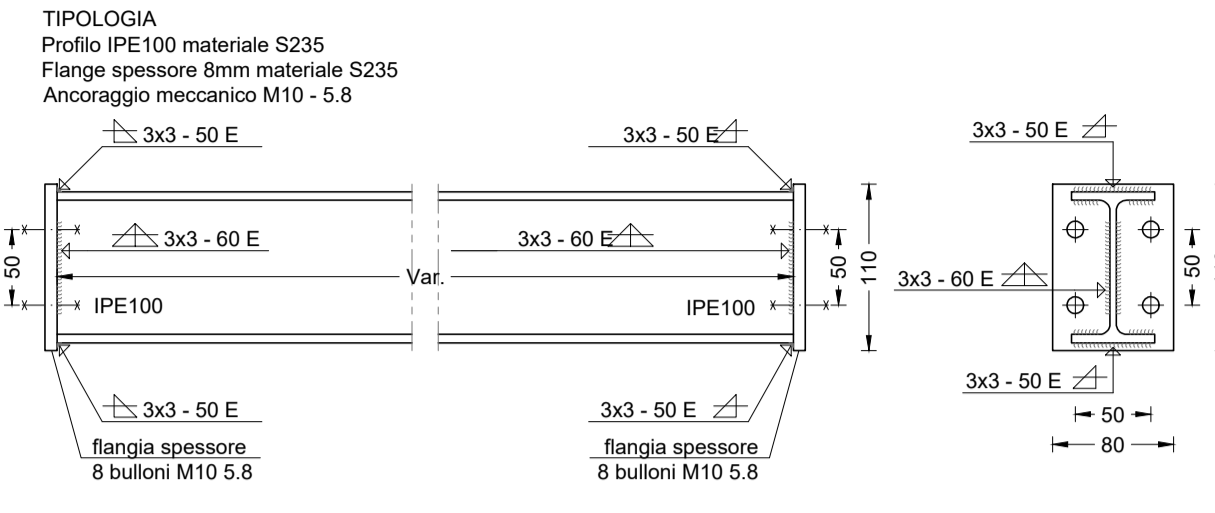 TIPOLOGIA
Profilo IPE100 materiale S235
Flange spessore 8mm materiale S235
Ancoraggio meccanico M10 - 5.8
3x3 - 50 E
3x3 - 50 E
3x3 - 50 E
3x3 - 60 E
3x3 - 60 E
50
Var.
50
110
3x3 - 60 E
50
IPE100
IPE100
3x3 - 50 E
3x3 - 50 E
3x3 - 50 E
50
80
flangia spessore
8 bulloni M10 5.8
flangia spessore
8 bulloni M10 5.8